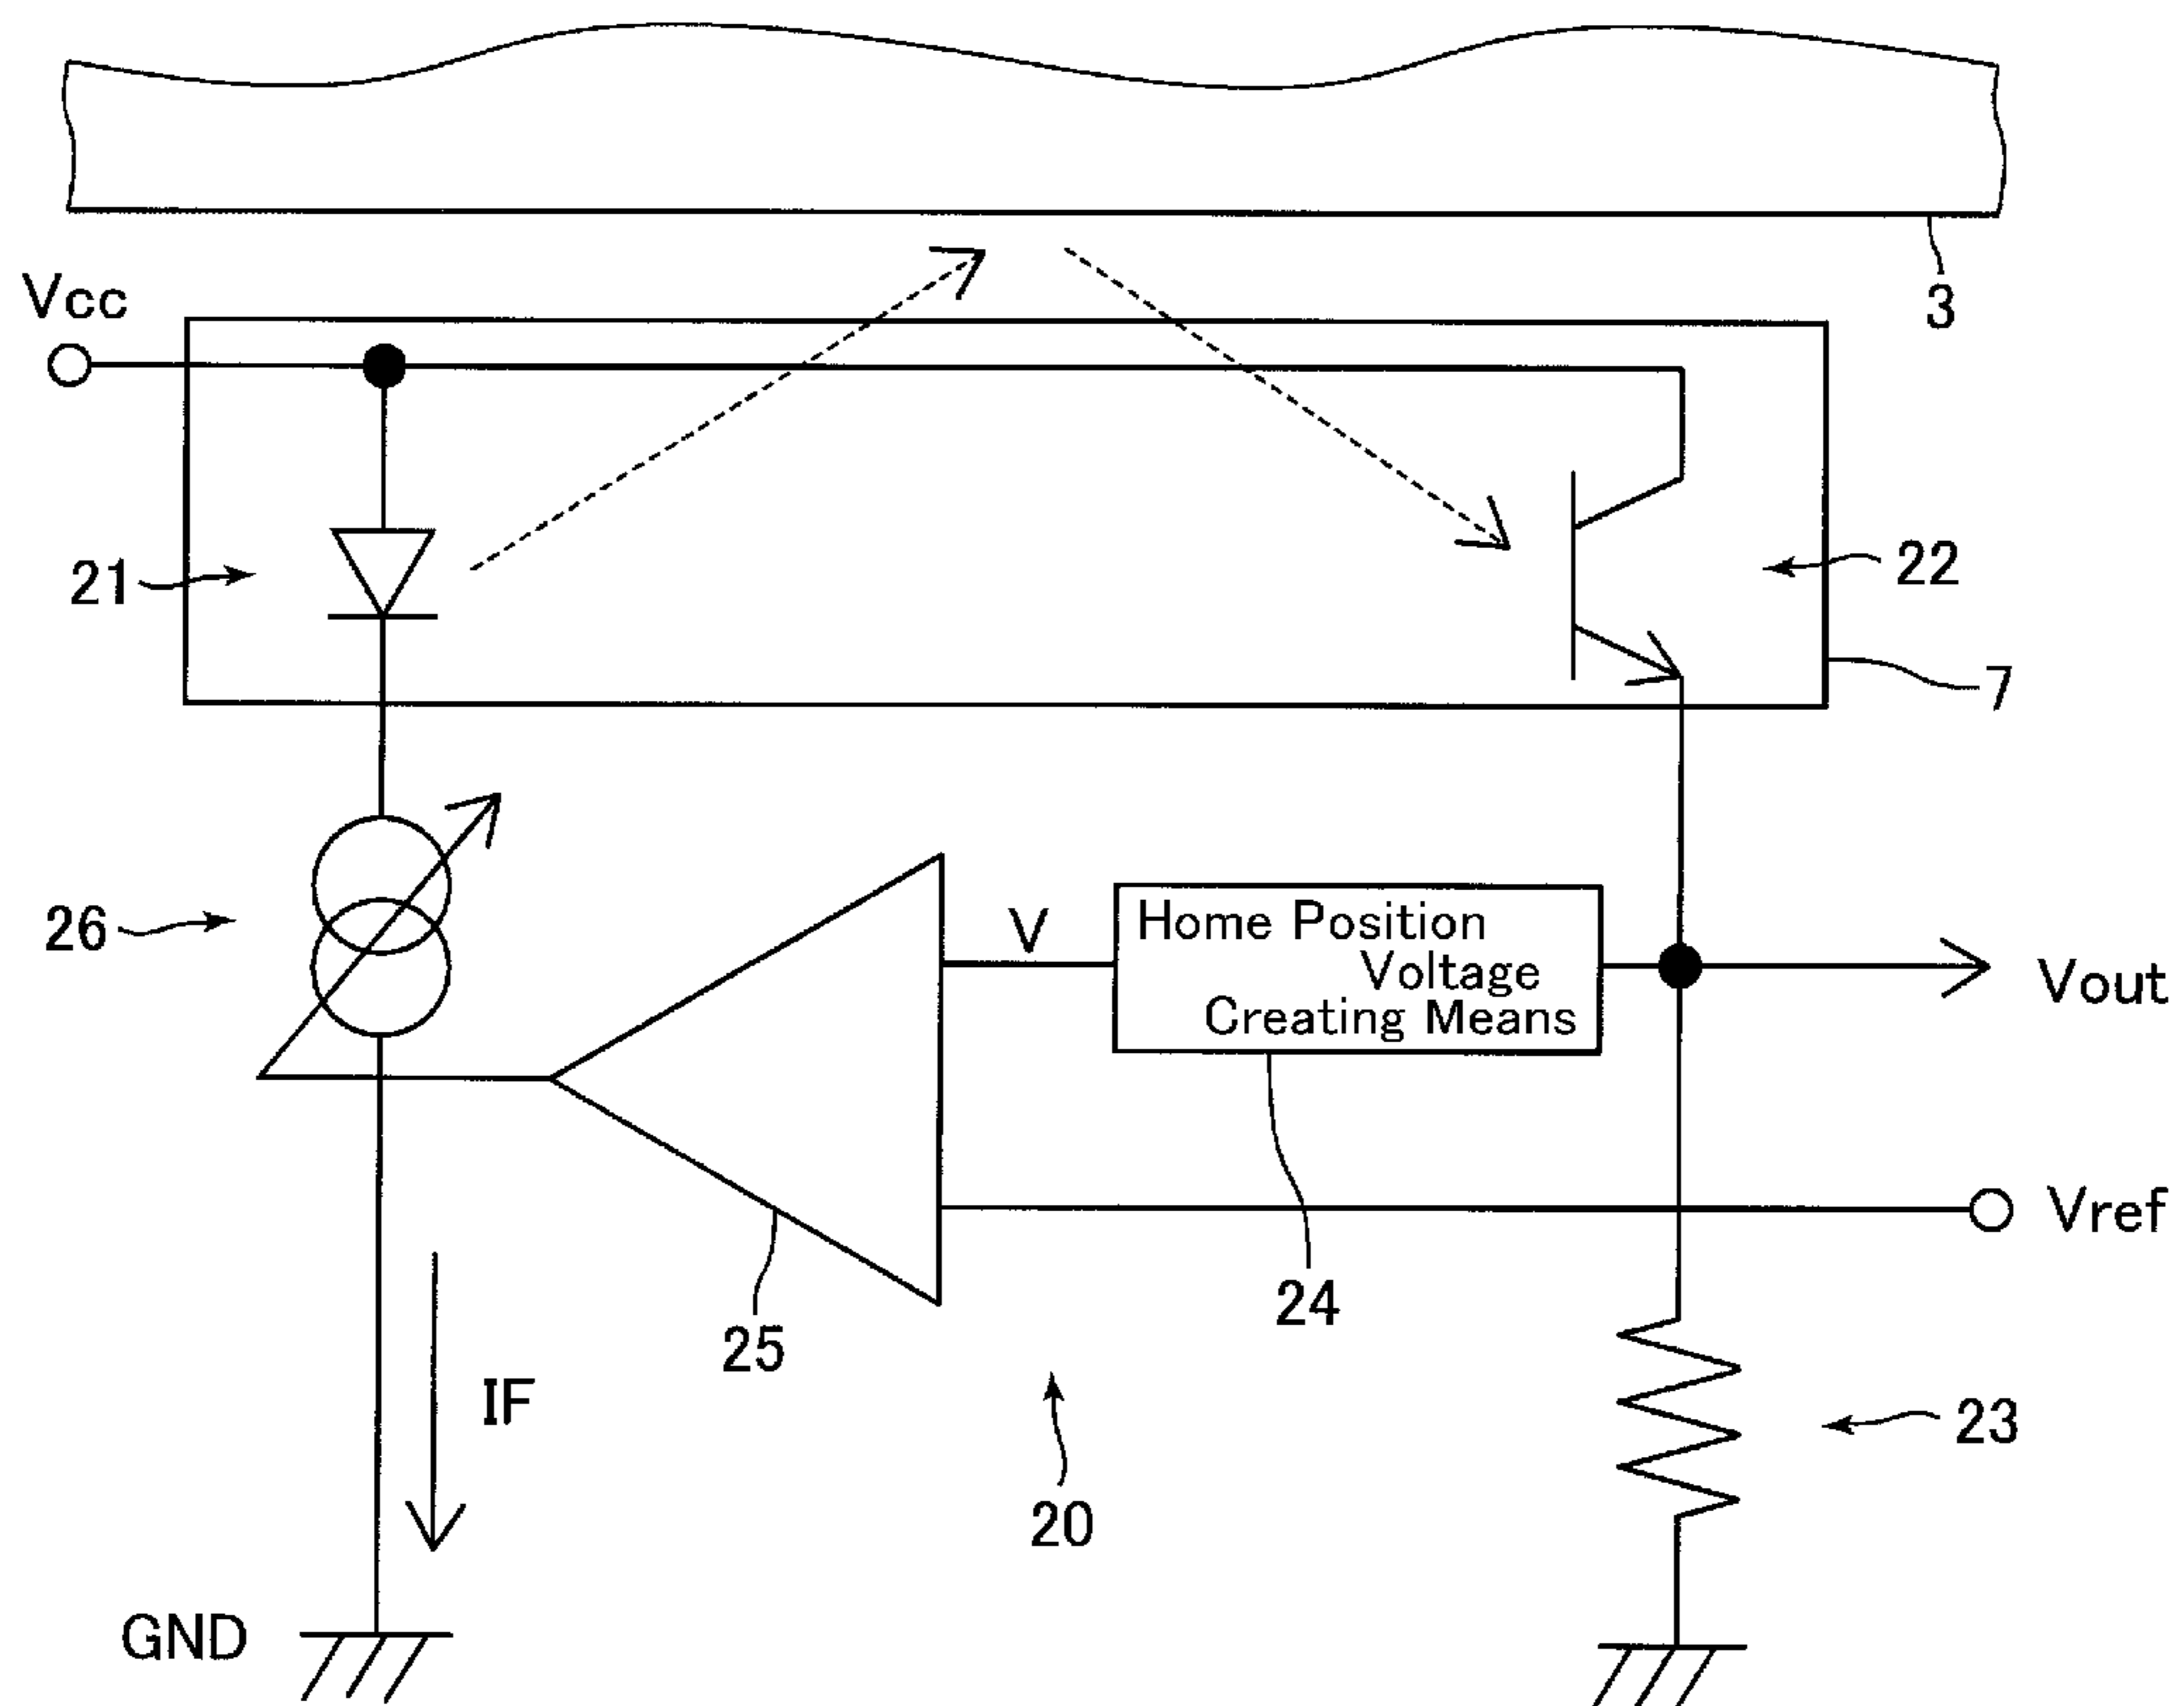 3
Vcc
21
22
7
26
V
Home Position
Voltage
Creating Means
Vout
Vref
24
25
IF
23
20
GND